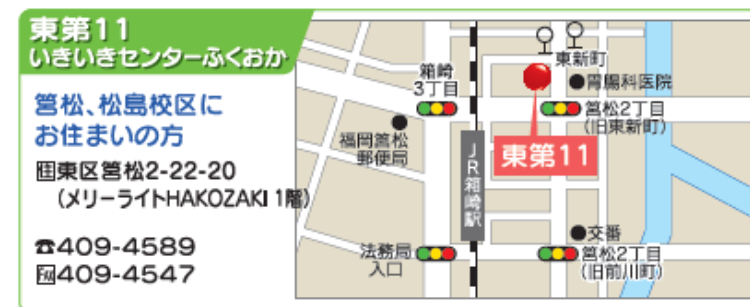 東第11
いきいきセンターふくおか
筥松、松島校区に
お住まいの方
住東区筥松2-22-20
(メリーライトHAKOZAKI 1階)
☎409-4589
FAX409-4547
箱崎
3丁目
東新町
胃腸科医院
筥松2丁目
(旧東新町)
福岡筥松
郵便局
JR箱崎駅
東第11
交番
法務局
入口
筥松2丁目
(旧前川町)